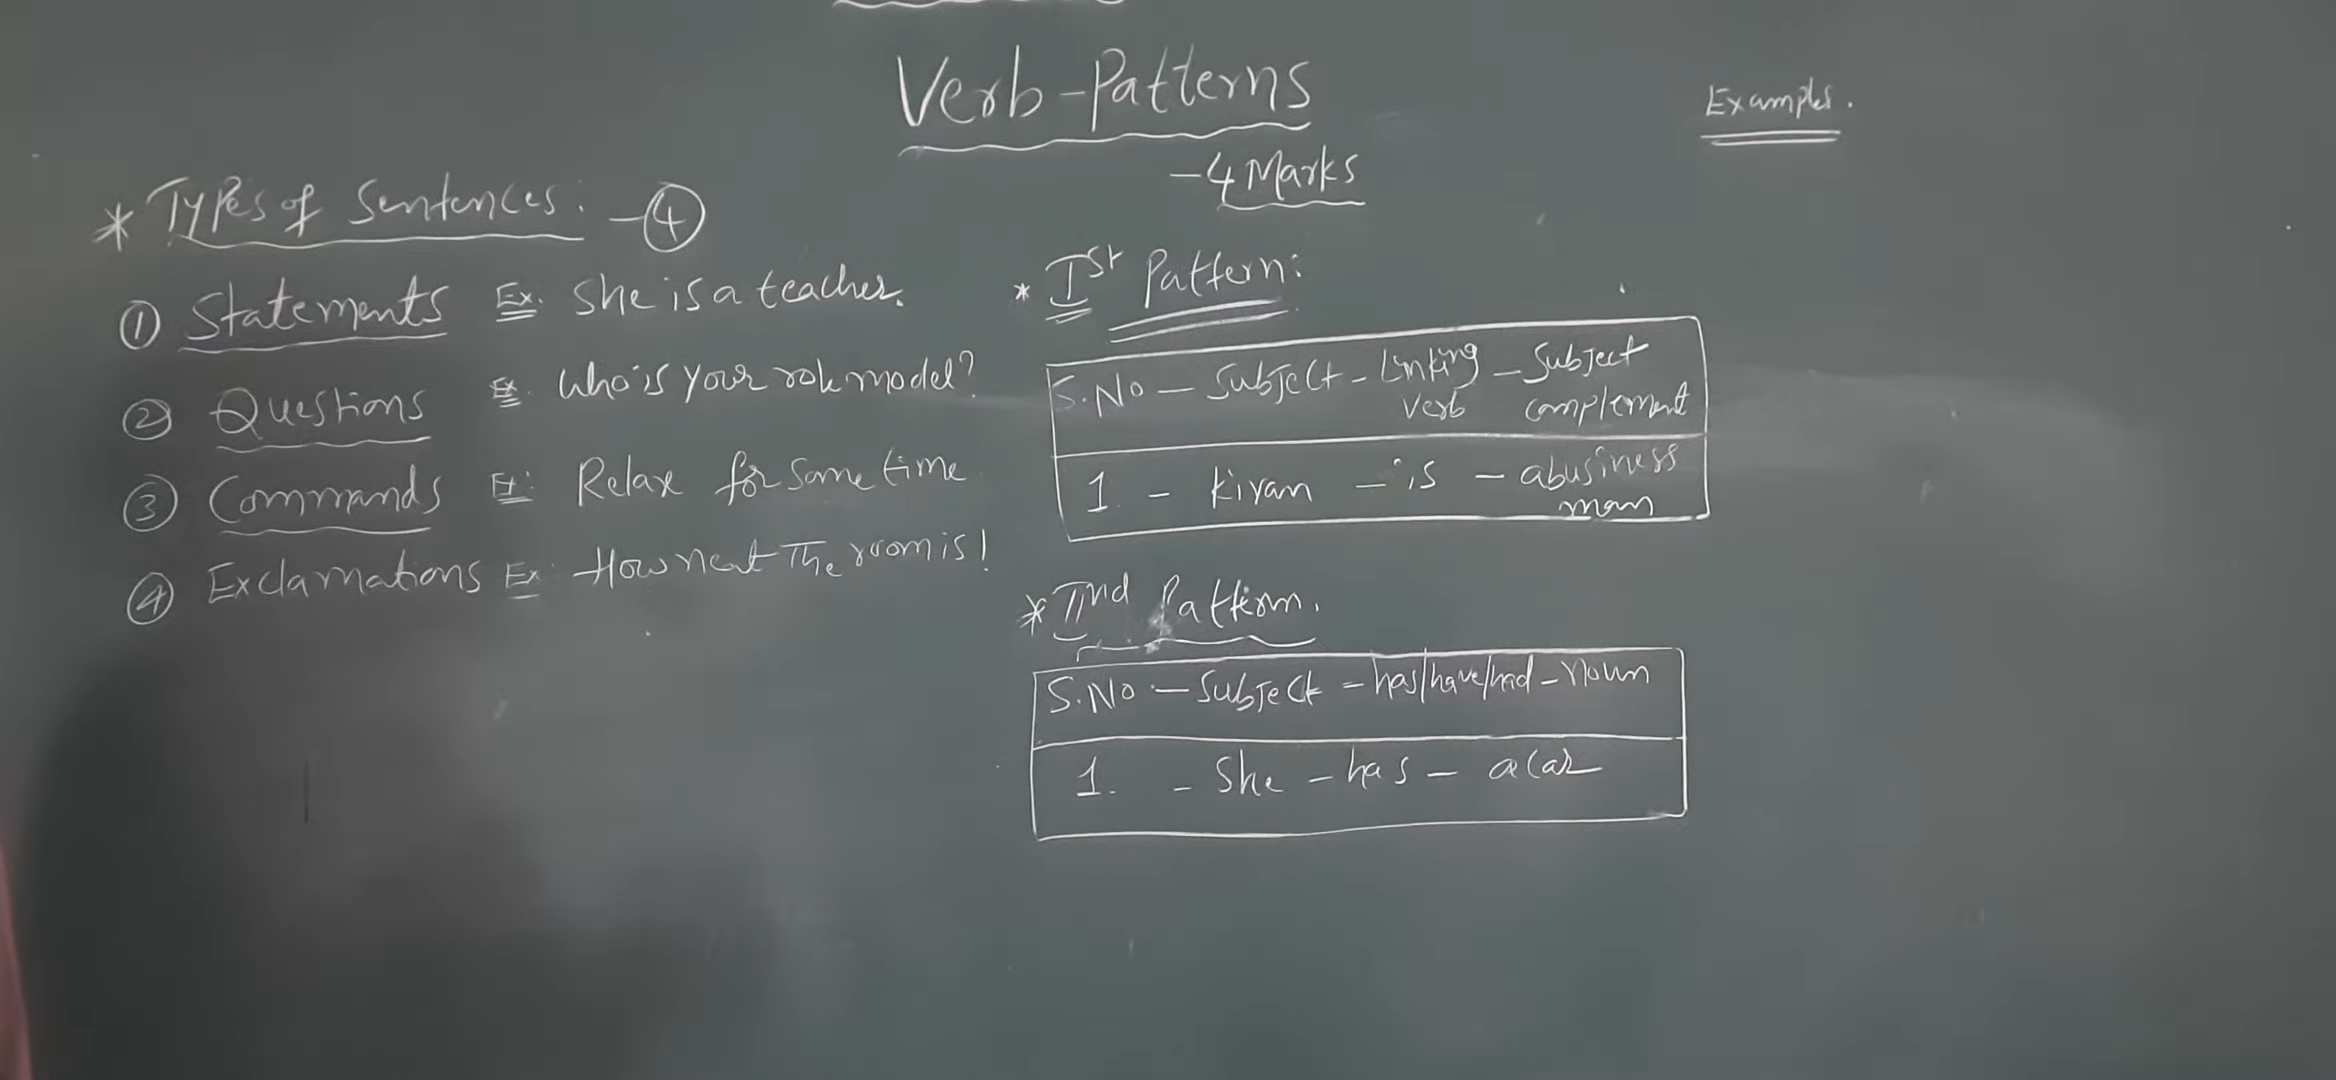 Verb-Patterns
-4 Marks
Examples.
* Types of Sentences: -④
① Statements Ex. She is a teacher.
② Questions Ex. Who is your role model?
③ Commands Ex: Relax for some time
④ Exclamations Ex: How neat The room is!
* Ist Pattern:
S.No - Subject - Linking verb - Subject complement
1. - Kiran - is - a business man
* IInd Pattern.
S.No - Subject - has/have/had - Noun
1. - She - has - a car